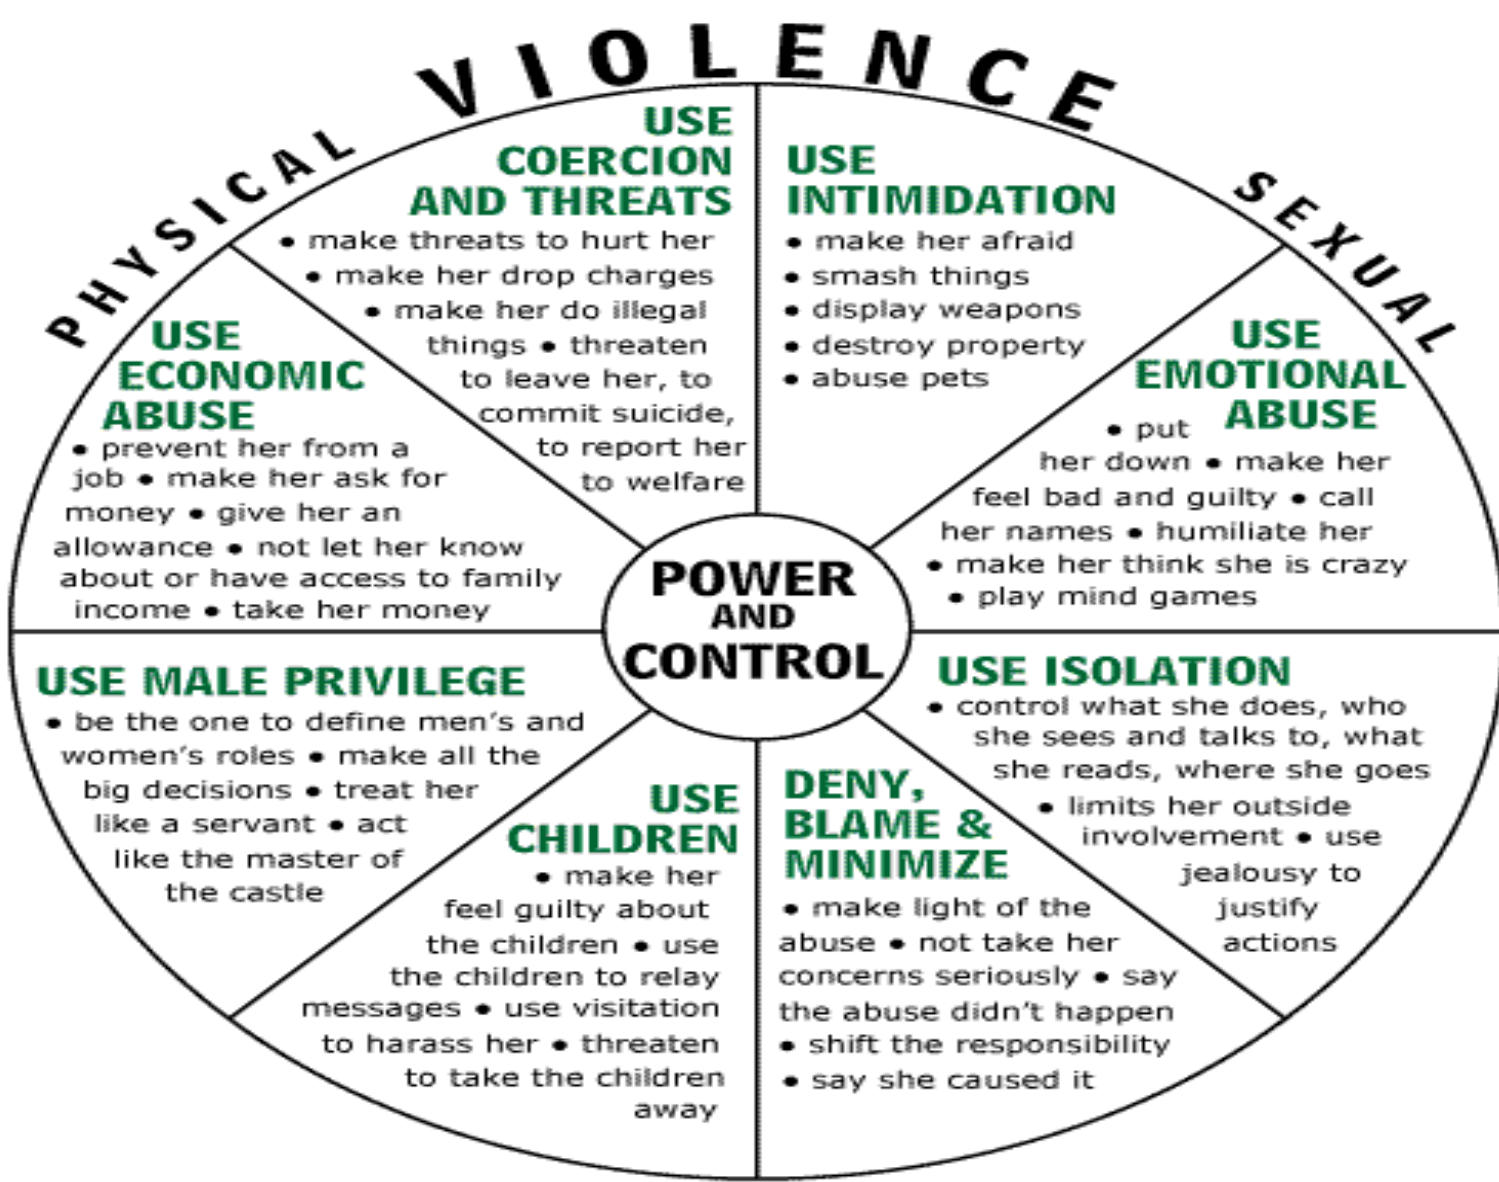 PHYSICAL VIOLENCE SEXUAL
USE
COERCION
AND THREATS
• make threats to hurt her
• make her drop charges
• make her do illegal
things • threaten
to leave her, to
commit suicide,
to report her
to welfare
USE
INTIMIDATION
• make her afraid
• smash things
• display weapons
• destroy property
• abuse pets
USE
EMOTIONAL
ABUSE
• put
her down • make her
feel bad and guilty • call
her names • humiliate her
• make her think she is crazy
• play mind games
USE
ECONOMIC
ABUSE
• prevent her from a
job • make her ask for
money • give her an
allowance • not let her know
about or have access to family
income • take her money
POWER
AND
CONTROL
USE MALE PRIVILEGE
• be the one to define men’s and
women’s roles • make all the
big decisions • treat her
like a servant • act
like the master of
the castle
USE ISOLATION
• control what she does, who
she sees and talks to, what
she reads, where she goes
• limits her outside
involvement • use
jealousy to
justify
actions
USE
CHILDREN
• make her
feel guilty about
the children • use
the children to relay
messages • use visitation
to harass her • threaten
to take the children
away
DENY,
BLAME &
MINIMIZE
• make light of the
abuse • not take her
concerns seriously • say
the abuse didn’t happen
• shift the responsibility
• say she caused it